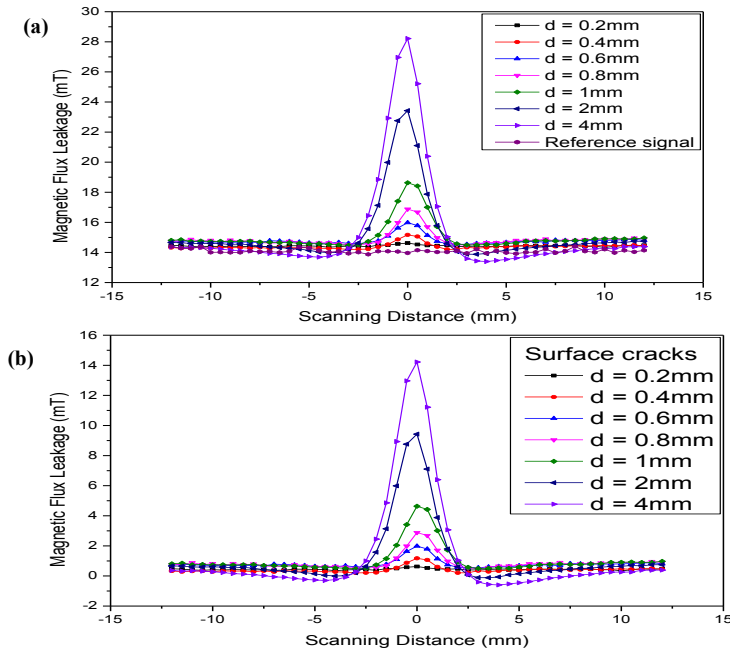 (a)
30
28
26
24
22
20
18
16
14
12
Magnetic Flux Leakage (mT)
d = 0.2mm
d = 0.4mm
d = 0.6mm
d = 0.8mm
d = 1mm
d = 2mm
d = 4mm
Reference signal
-15
-10
-5
0
5
10
15
Scanning Distance (mm)
(b)
16
14
12
10
8
6
4
2
0
-2
Magnetic Flux Leakage (mT)
Surface cracks
d = 0.2mm
d = 0.4mm
d = 0.6mm
d = 0.8mm
d = 1mm
d = 2mm
d = 4mm
-15
-10
-5
0
5
10
15
Scanning Distance (mm)